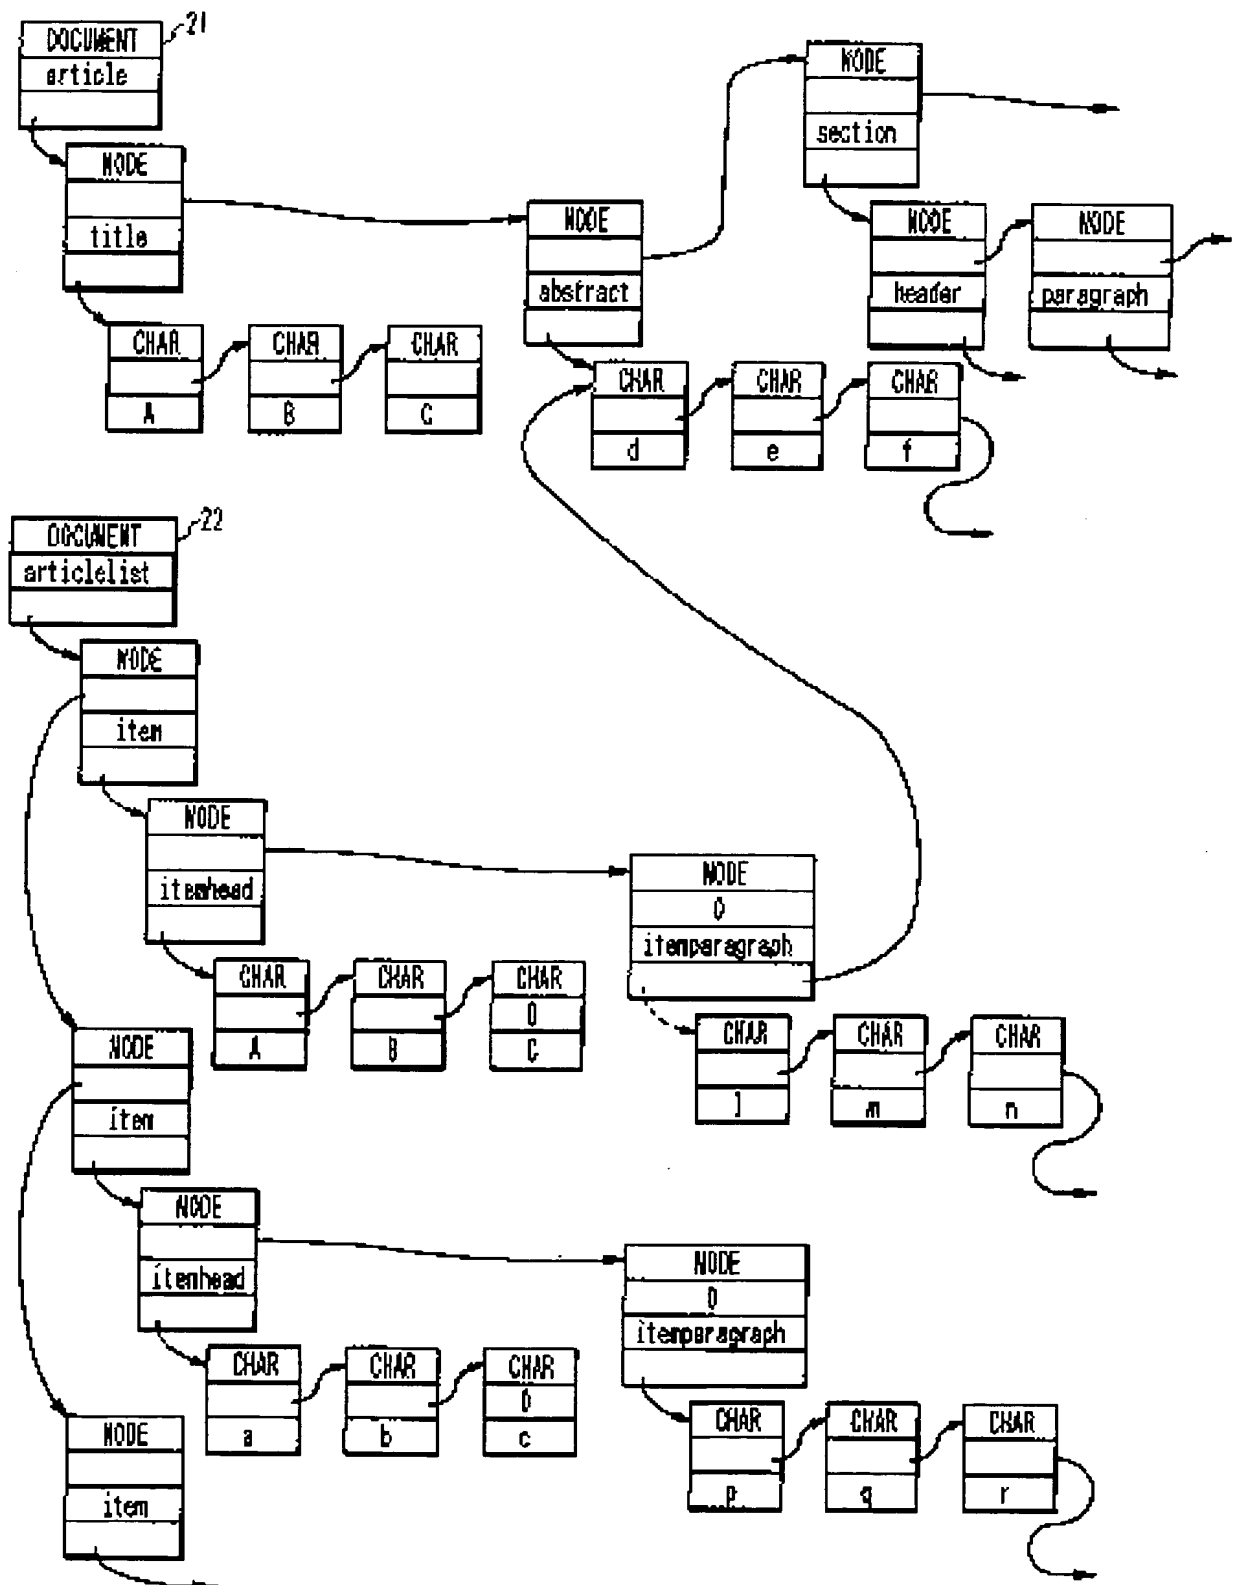 DOCUMENT
21
article
NODE
title
CHAR
A
CHAR
B
CHAR
C
NODE
abstract
CHAR
d
CHAR
e
CHAR
f
NODE
section
NODE
header
NODE
paragraph
DOCUMENT
22
articlelist
NODE
item
NODE
itemhead
CHAR
A
CHAR
B
CHAR
0
C
NODE
0
itemparagraph
CHAR
l
CHAR
m
CHAR
n
NODE
item
NODE
itemhead
CHAR
a
CHAR
b
CHAR
0
c
NODE
0
itemparagraph
CHAR
p
CHAR
q
CHAR
r
NODE
item